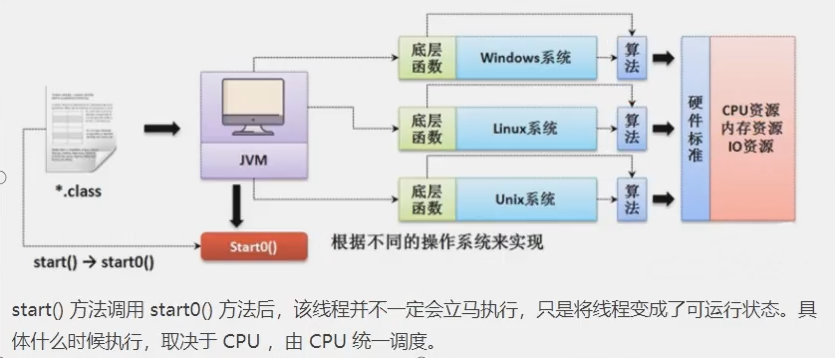 *.class
start() → start0()
JVM
Start0()
底层函数
Windows系统
算法
底层函数
Linux系统
算法
底层函数
Unix系统
算法
根据不同的操作系统来实现
硬件标准
CPU资源
内存资源
IO资源
start() 方法调用 start0() 方法后，该线程并不一定会立马执行，只是将线程变成了可运行状态。具
体什么时候执行，取决于 CPU ，由 CPU 统一调度。